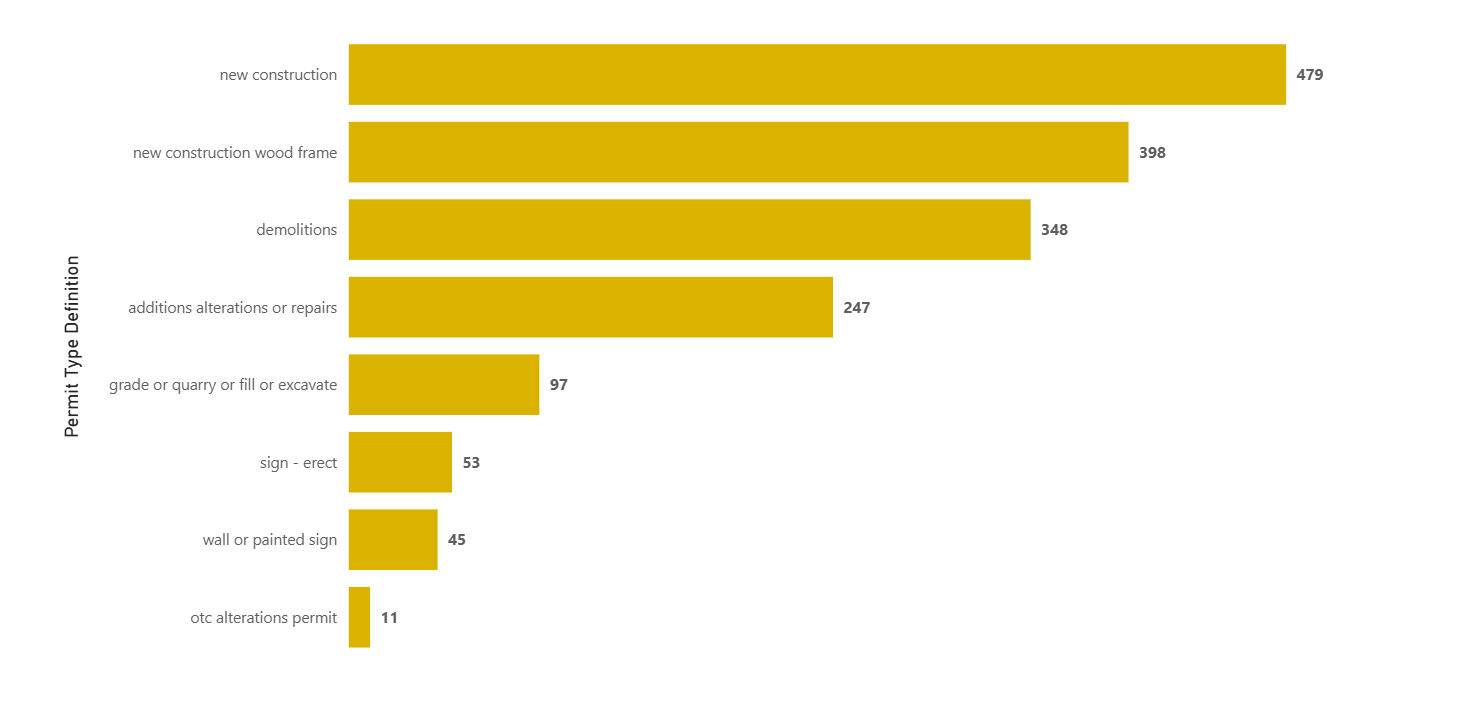 Permit Type Definition
new construction 479
new construction wood frame 398
demolitions 348
additions alterations or repairs 247
grade or quarry or fill or excavate 97
sign - erect 53
wall or painted sign 45
otc alterations permit 11